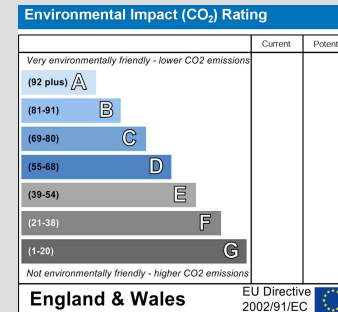 Environmental Impact (CO₂) Rating
Current Potent
Very environmentally friendly - lower CO2 emissions
(92 plus) A
(81-91) B
(69-80) C
(55-68) D
(39-54) E
(21-38) F
(1-20) G
Not environmentally friendly - higher CO2 emissions
England & Wales
EU Directive
2002/91/EC